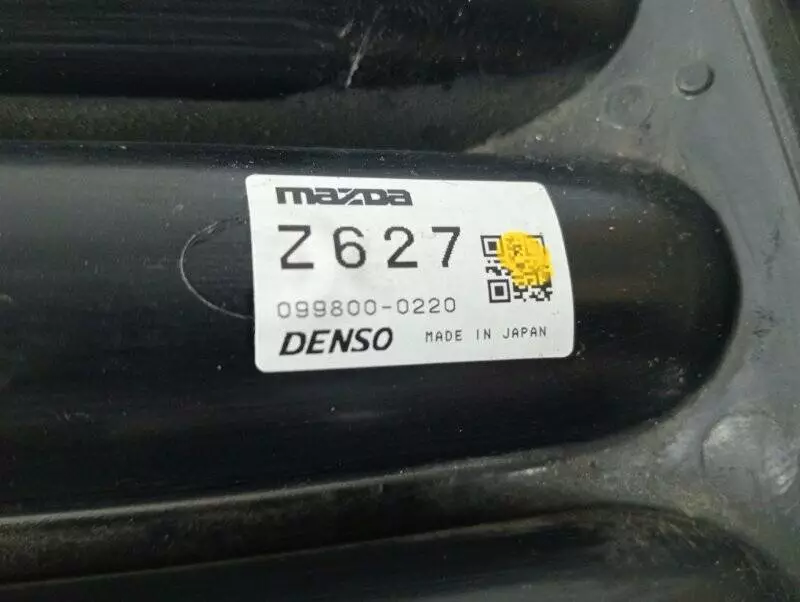 mazda
Z627
099800-0220
DENSO MADE IN JAPAN